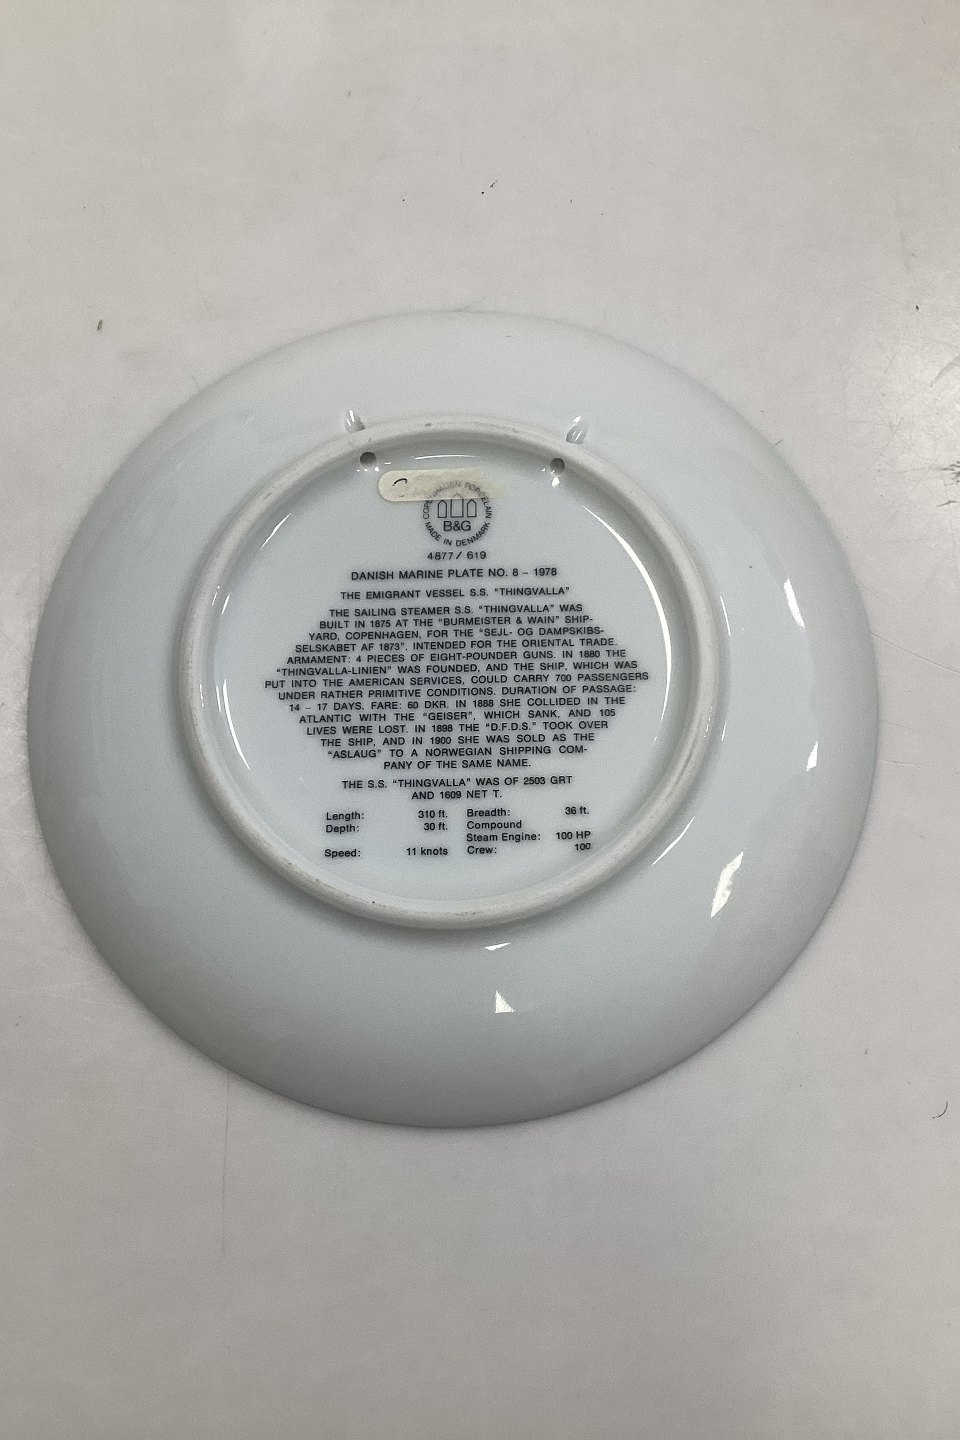 COPENHAGEN PORCELAIN
B&G
MADE IN DENMARK
4877/ 619
DANISH MARINE PLATE NO. 8 – 1978
THE EMIGRANT VESSEL S.S. "THINGVALLA"
THE SAILING STEAMER S.S. "THINGVALLA" WAS
BUILT IN 1875 AT THE "BURMEISTER & WAIN" SHIP-
YARD, COPENHAGEN, FOR THE "SEJL- OG DAMPSKIBS-
SELSKABET AF 1873". INTENDED FOR THE ORIENTAL TRADE.
ARMAMENT: 4 PIECES OF EIGHT-POUNDER GUNS. IN 1880 THE
"THINGVALLA-LINIEN" WAS FOUNDED, AND THE SHIP, WHICH WAS
PUT INTO THE AMERICAN SERVICES, COULD CARRY 700 PASSENGERS
UNDER RATHER PRIMITIVE CONDITIONS. DURATION OF PASSAGE:
14 – 17 DAYS. FARE: 60 DKR. IN 1888 SHE COLLIDED IN THE
ATLANTIC WITH THE "GEISER", WHICH SANK, AND 105
LIVES WERE LOST. IN 1898 THE "D.F.D.S." TOOK OVER
THE SHIP, AND IN 1900 SHE WAS SOLD AS THE
"ASLAUG" TO A NORWEGIAN SHIPPING COM-
PANY OF THE SAME NAME.
THE S.S. "THINGVALLA" WAS OF 2503 GRT
AND 1609 NET T.
Length: 310 ft. Breadth: 36 ft.
Depth: 30 ft. Compound
Steam Engine: 100 HP
Speed: 11 knots Crew: 100